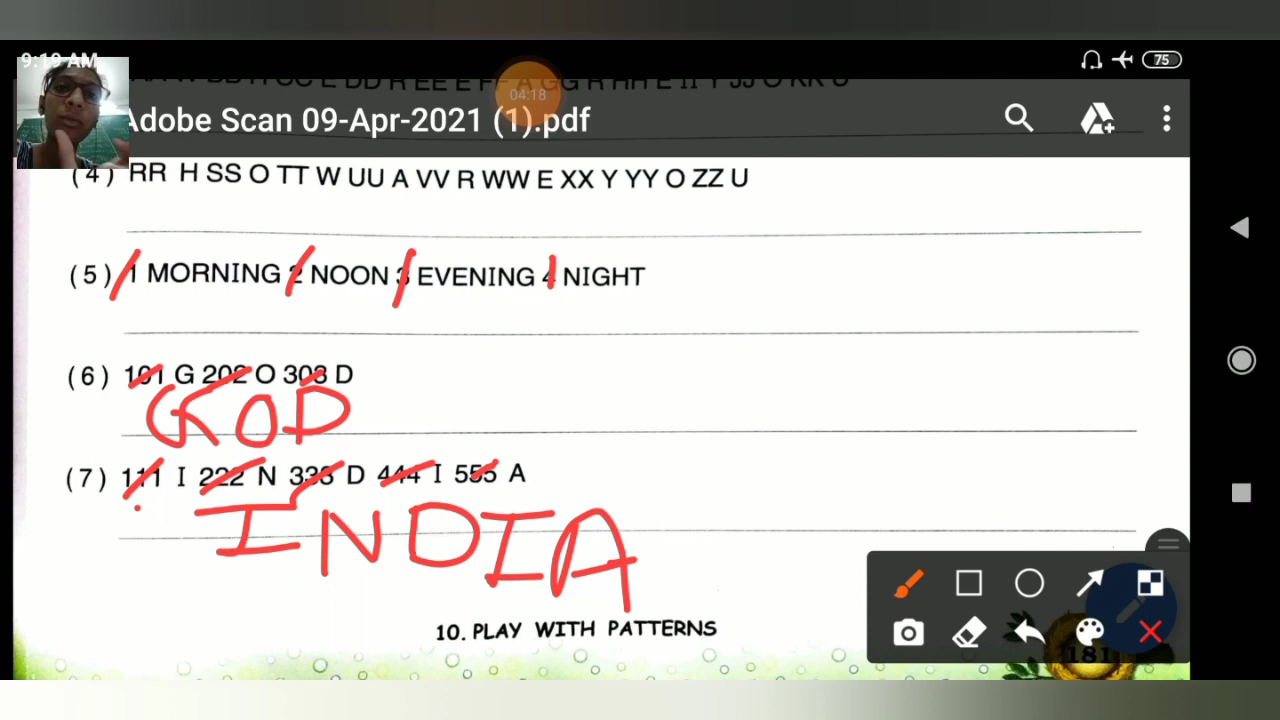 9:19 AM
75
04:18
Adobe Scan 09-Apr-2021 (1).pdf
(4) RR H SS O TT W UU A VV R WW E XX Y YY O ZZ U
(5) 1 MORNING 2 NOON 3 EVENING 4 NIGHT
(6) 101 G 202 O 303 D
GOD
(7) 111 I 222 N 333 D 444 I 555 A
INDIA
10. PLAY WITH PATTERNS
181